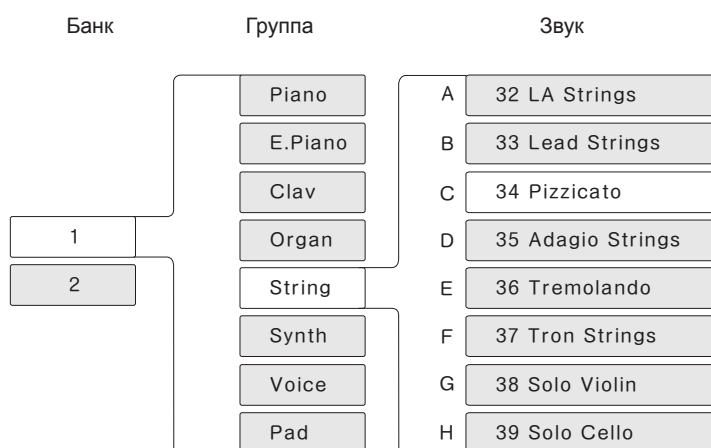 Банк Группа Звук
Piano A 32 LA Strings
E.Piano B 33 Lead Strings
Clav C 34 Pizzicato
1 Organ D 35 Adagio Strings
2 String E 36 Tremolando
Synth F 37 Tron Strings
Voice G 38 Solo Violin
Pad H 39 Solo Cello